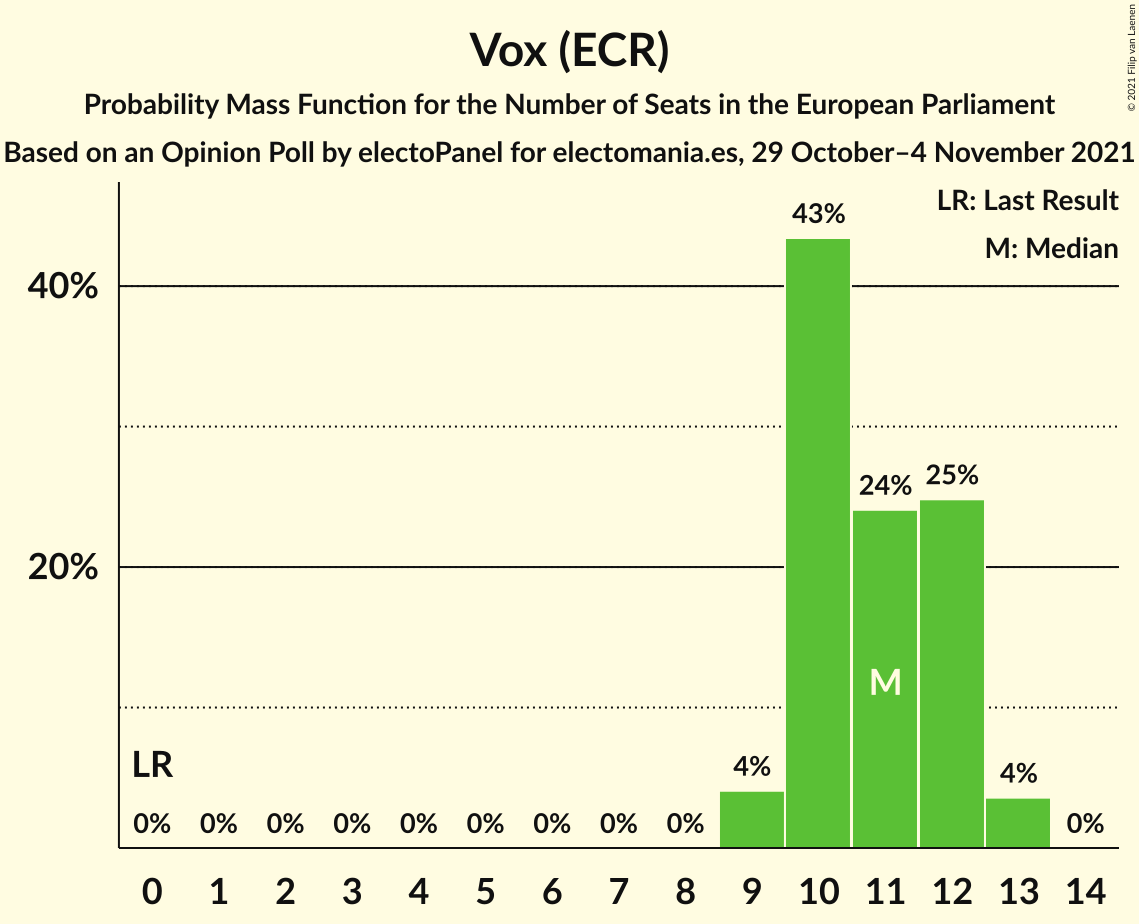 Vox (ECR)
Probability Mass Function for the Number of Seats in the European Parliament
Based on an Opinion Poll by electoPanel for electomania.es, 29 October–4 November 2021
© 2021 Filip van Laenen
LR: Last Result
M: Median
43%
40%
25%
24%
20%
M
LR
4%
4%
0% 0% 0% 0% 0% 0% 0% 0% 0% 0%
0 1 2 3 4 5 6 7 8 9 10 11 12 13 14